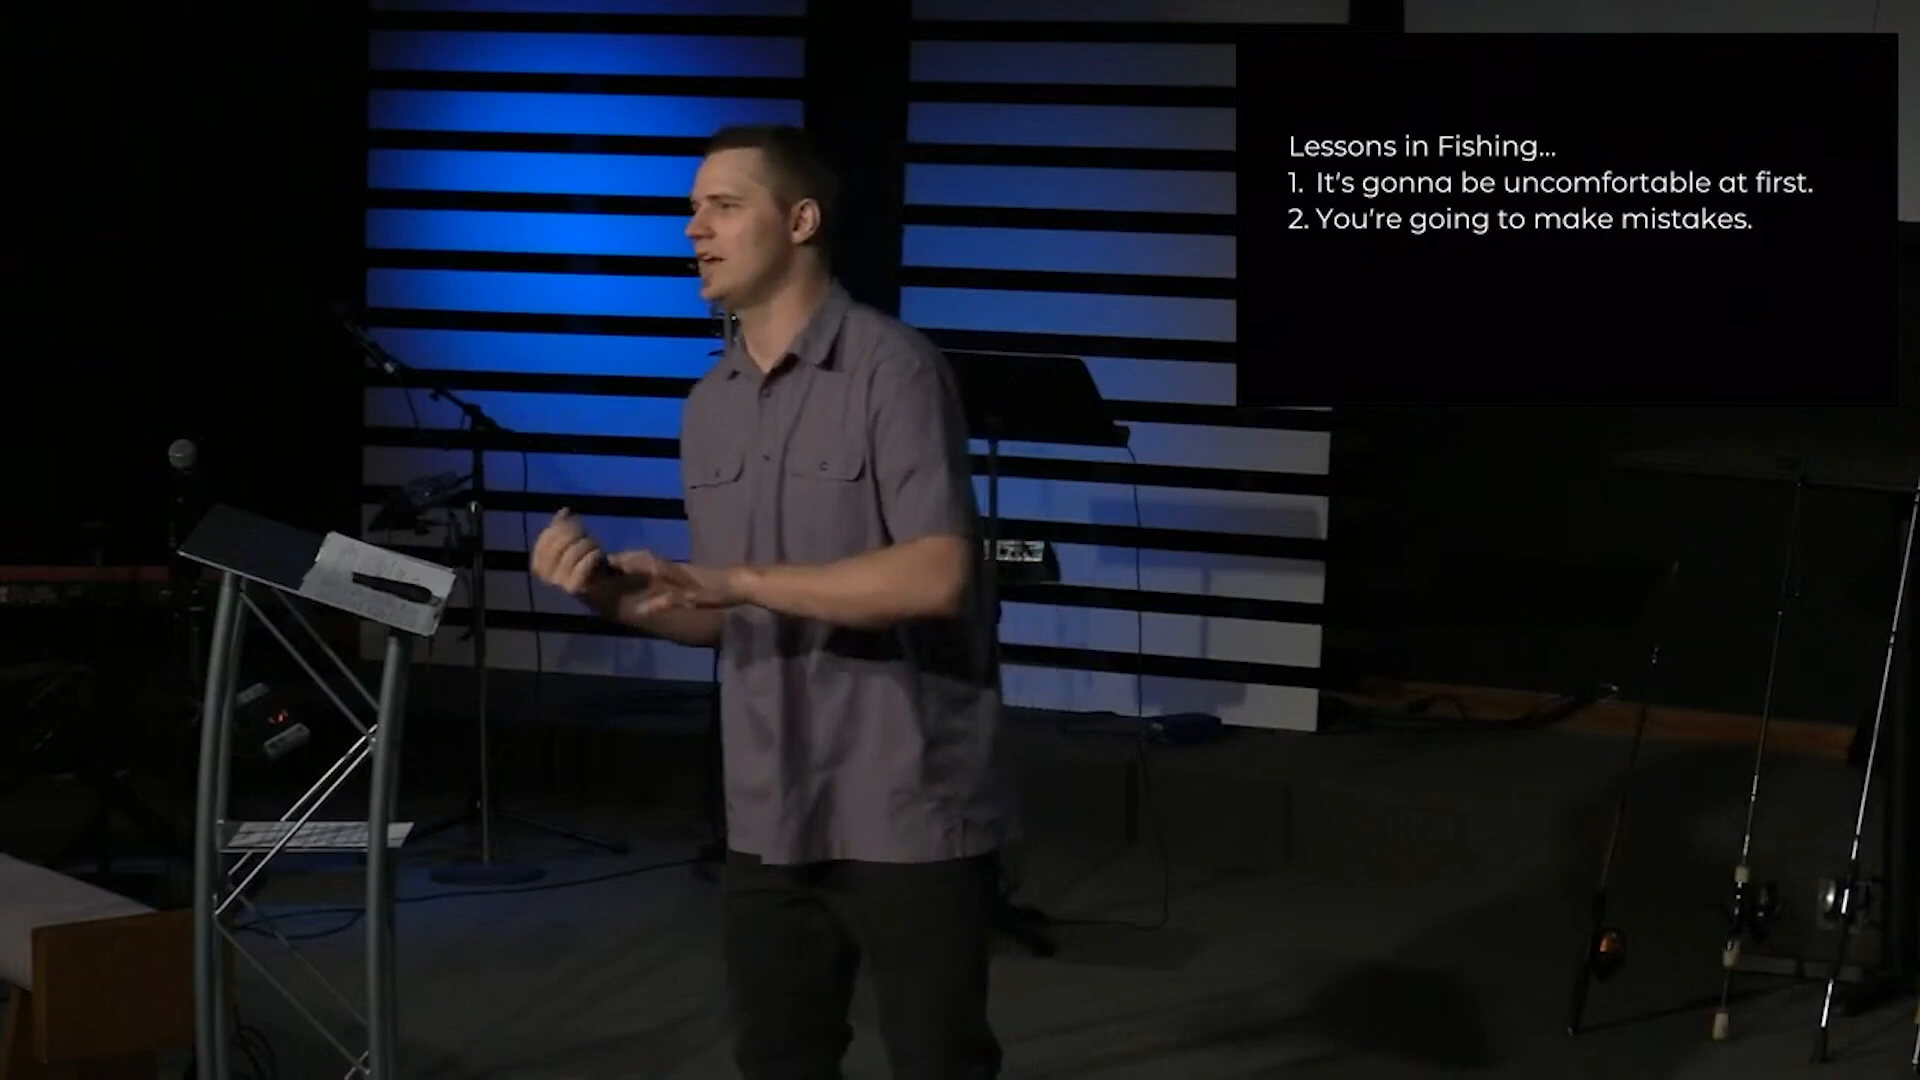 Lessons in Fishing...
1. It's gonna be uncomfortable at first.
2. You're going to make mistakes.